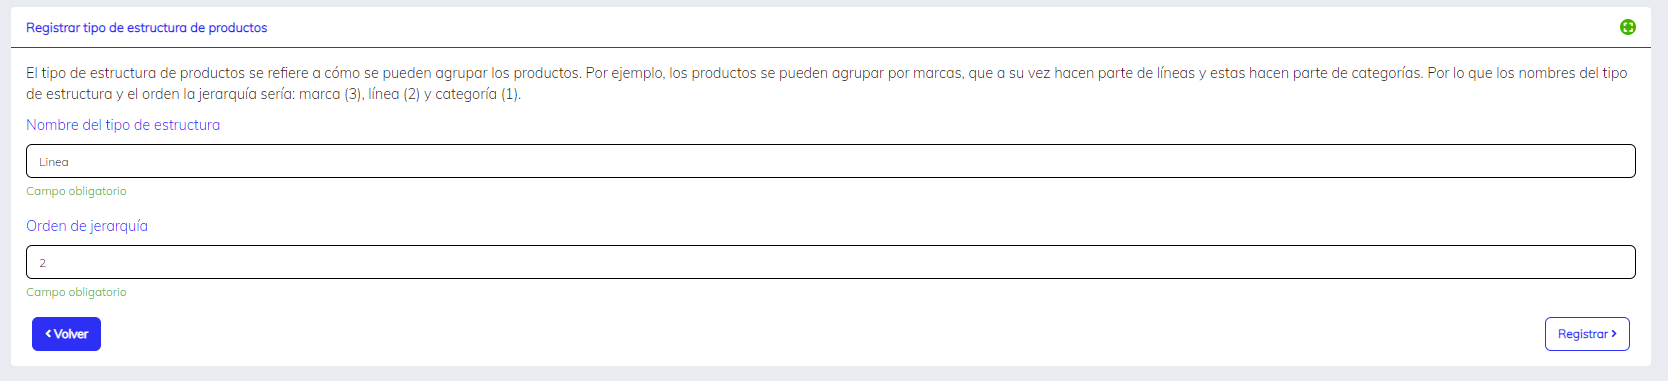 Registrar tipo de estructura de productos
El tipo de estructura de productos se refiere a cómo se pueden agrupar los productos. Por ejemplo, los productos se pueden agrupar por marcas, que a su vez hacen parte de líneas y estas hacen parte de categorías. Por lo que los nombres del tipo
de estructura y el orden la jerarquía sería: marca (3), línea (2) y categoría (1).
Nombre del tipo de estructura
Linea
Campo obligatorio
Orden de jerarquía
2
Campo obligatorio
Volver
Registrar